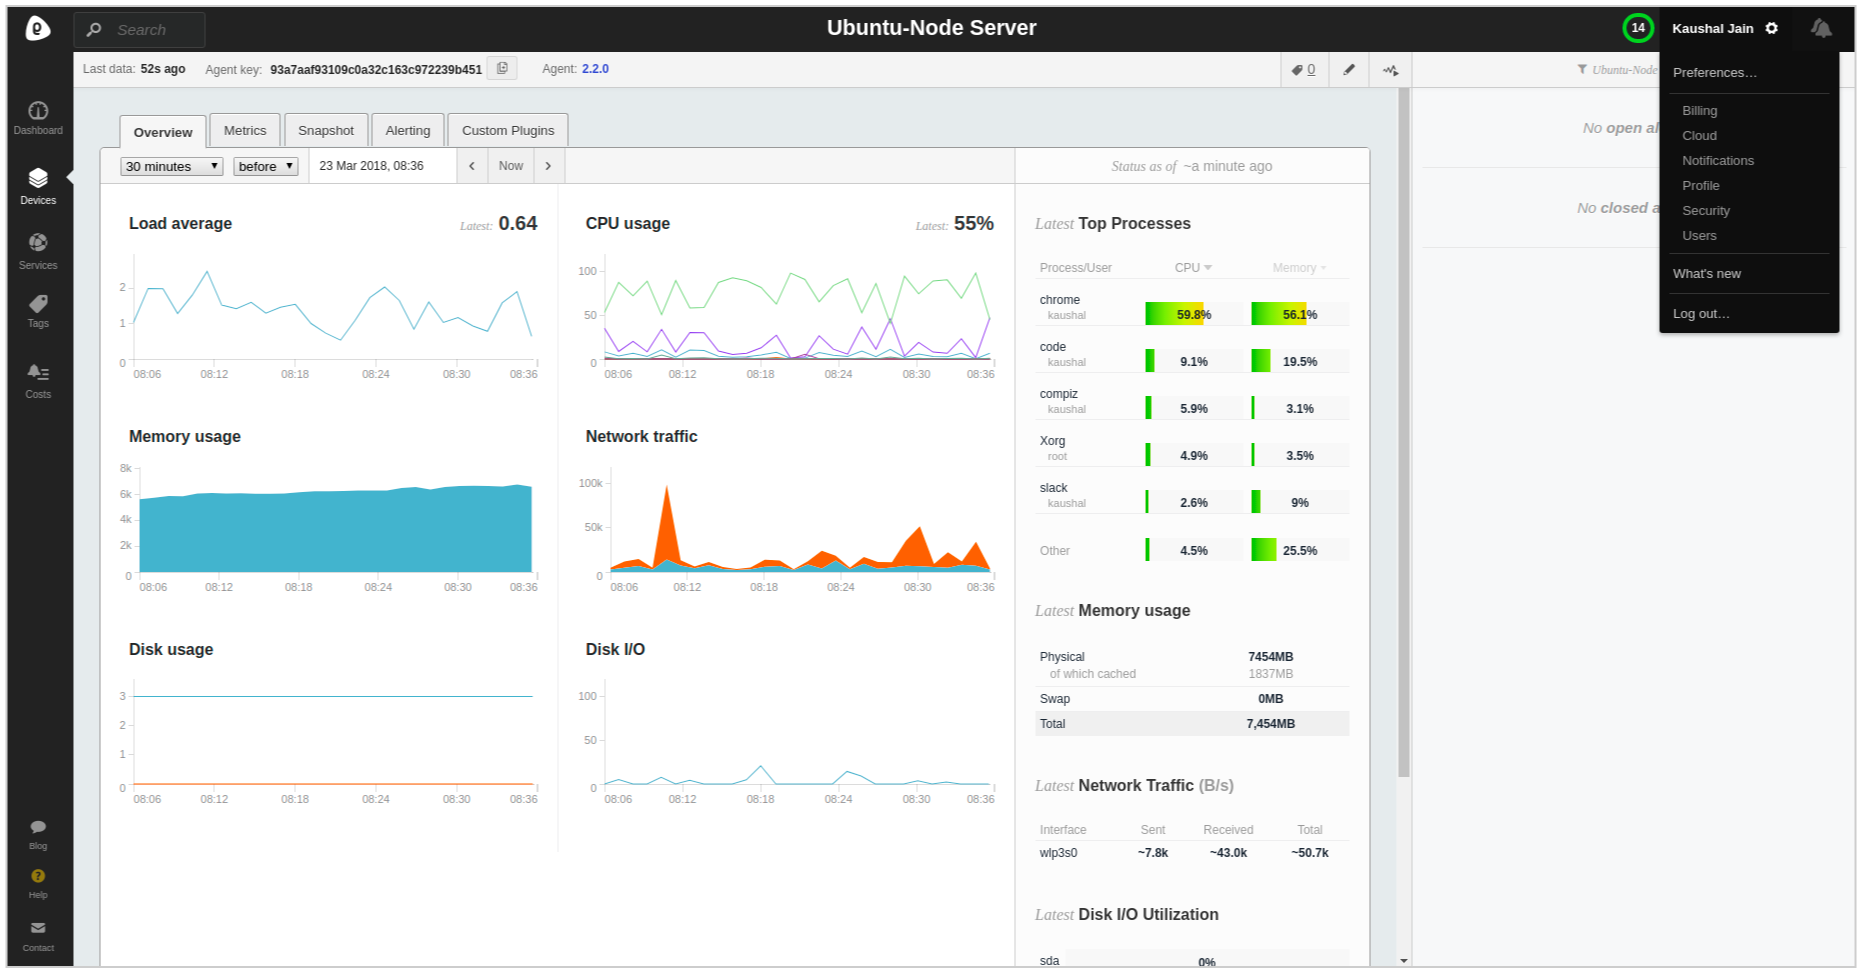 Search
Ubuntu-Node Server
14
Kaushal Jain
Last data: 52s ago
Agent key: 93a7aaf93109c0a32c163c972239b451
Agent: 2.2.0
0
Ubuntu-Node
Preferences…
Billing
Cloud
Notifications
Profile
Security
Users
What's new
Log out…
No open al
No closed a
Dashboard
Devices
Services
Tags
Costs
Blog
?
Help
Contact
Overview
Metrics
Snapshot
Alerting
Custom Plugins
30 minutes
before
23 Mar 2018, 08:36
Now
Status as of ~a minute ago
Load average
Latest: 0.64
2
1
0
08:06 08:12 08:18 08:24 08:30 08:36
CPU usage
Latest: 55%
100
50
0
08:06 08:12 08:18 08:24 08:30 08:36
Memory usage
8k
6k
4k
2k
0
08:06 08:12 08:18 08:24 08:30 08:36
Network traffic
100k
50k
0
08:06 08:12 08:18 08:24 08:30 08:36
Disk usage
3
2
1
0
08:06 08:12 08:18 08:24 08:30 08:36
Disk I/O
100
50
0
08:06 08:12 08:18 08:24 08:30 08:36
Latest Top Processes
Process/User CPU Memory
chrome
kaushal 59.8% 56.1%
code
kaushal 9.1% 19.5%
compiz
kaushal 5.9% 3.1%
Xorg
root 4.9% 3.5%
slack
kaushal 2.6% 9%
Other 4.5% 25.5%
Latest Memory usage
Physical 7454MB
of which cached 1837MB
Swap 0MB
Total 7,454MB
Latest Network Traffic (B/s)
Interface Sent Received Total
wlp3s0 ~7.8k ~43.0k ~50.7k
Latest Disk I/O Utilization
sda 0%